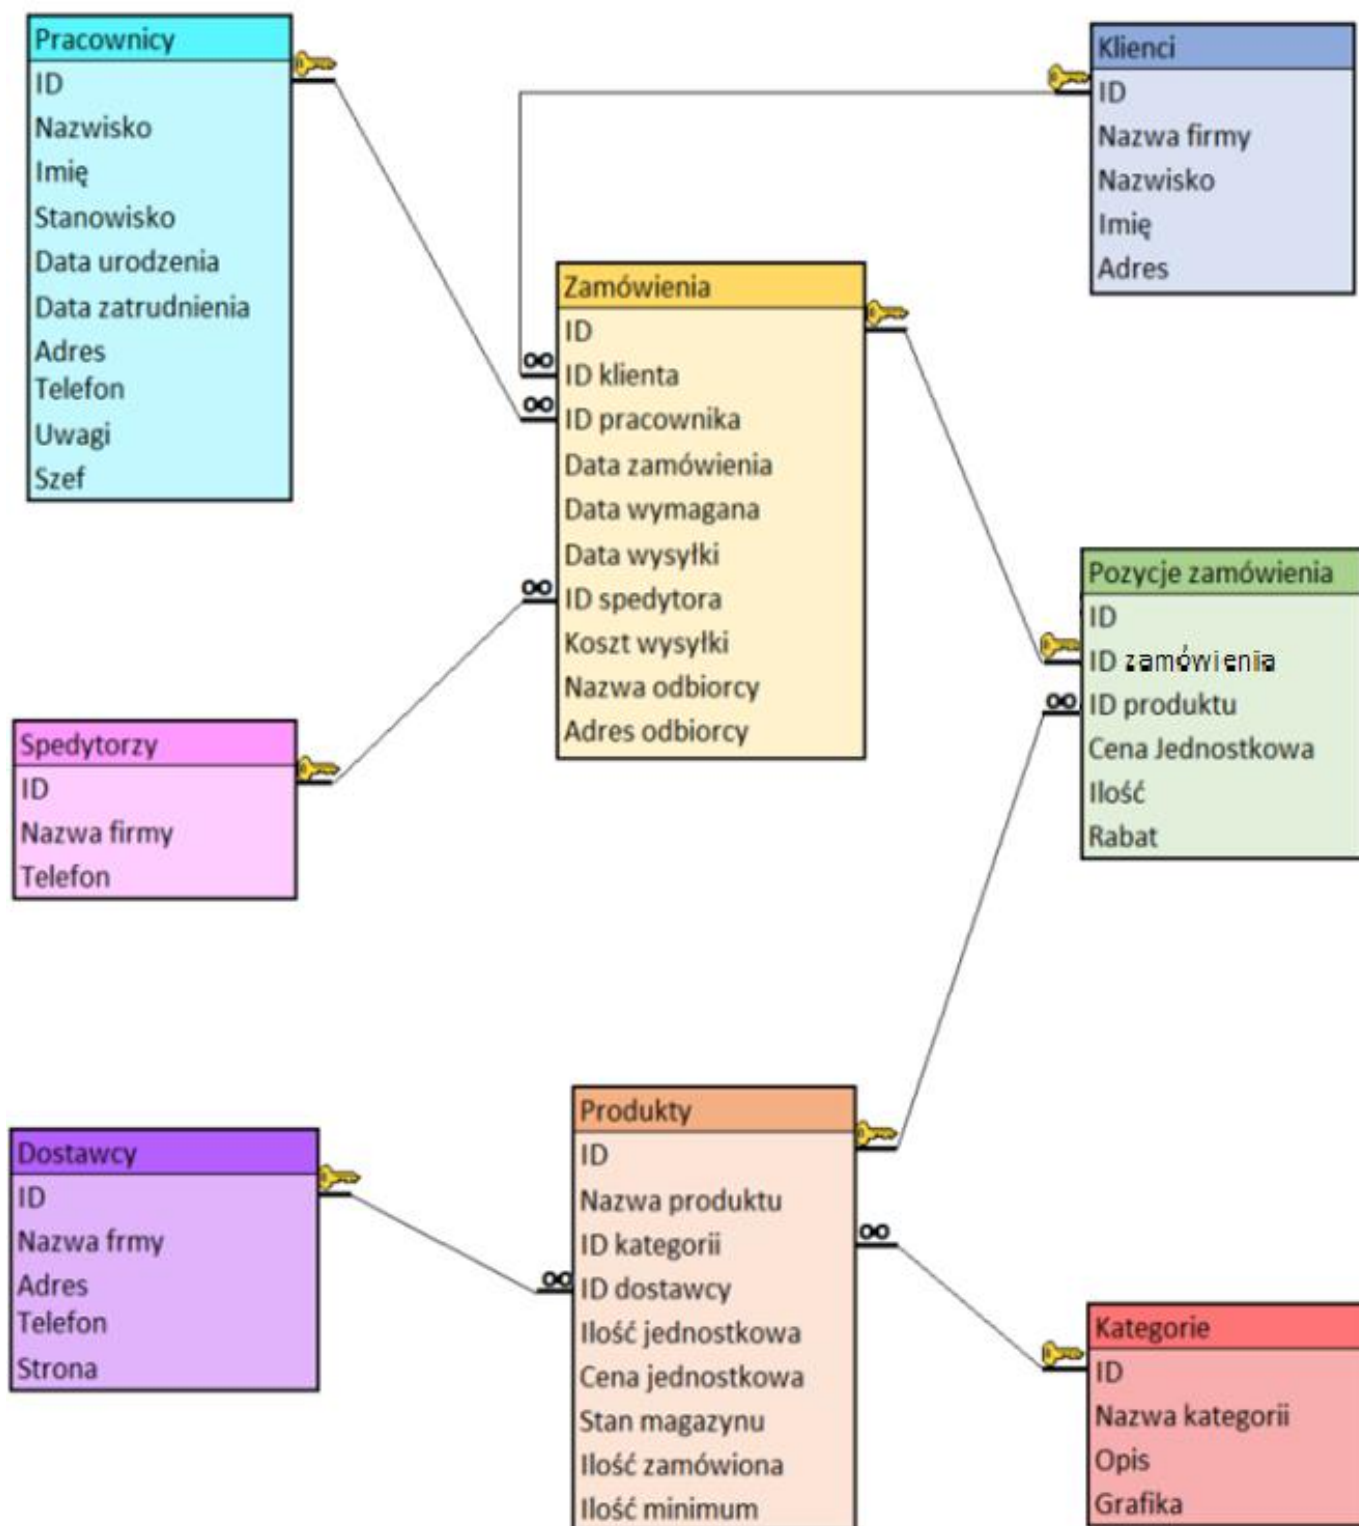 Pracownicy
ID
Nazwisko
Imię
Stanowisko
Data urodzenia
Data zatrudnienia
Adres
Telefon
Uwagi
Szef
Klienci
ID
Nazwa firmy
Nazwisko
Imię
Adres
Zamówienia
ID
ID klienta
ID pracownika
Data zamówienia
Data wymagana
Data wysyłki
ID spedytora
Koszt wysyłki
Nazwa odbiorcy
Adres odbiorcy
Pozycje zamówienia
ID
ID zamówienia
ID produktu
Cena Jednostkowa
Ilość
Rabat
Spedytorzy
ID
Nazwa firmy
Telefon
Dostawcy
ID
Nazwa frmy
Adres
Telefon
Strona
Produkty
ID
Nazwa produktu
ID kategorii
ID dostawcy
Ilość jednostkowa
Cena jednostkowa
Stan magazynu
Ilość zamówiona
Ilość minimum
Kategorie
ID
Nazwa kategorii
Opis
Grafika